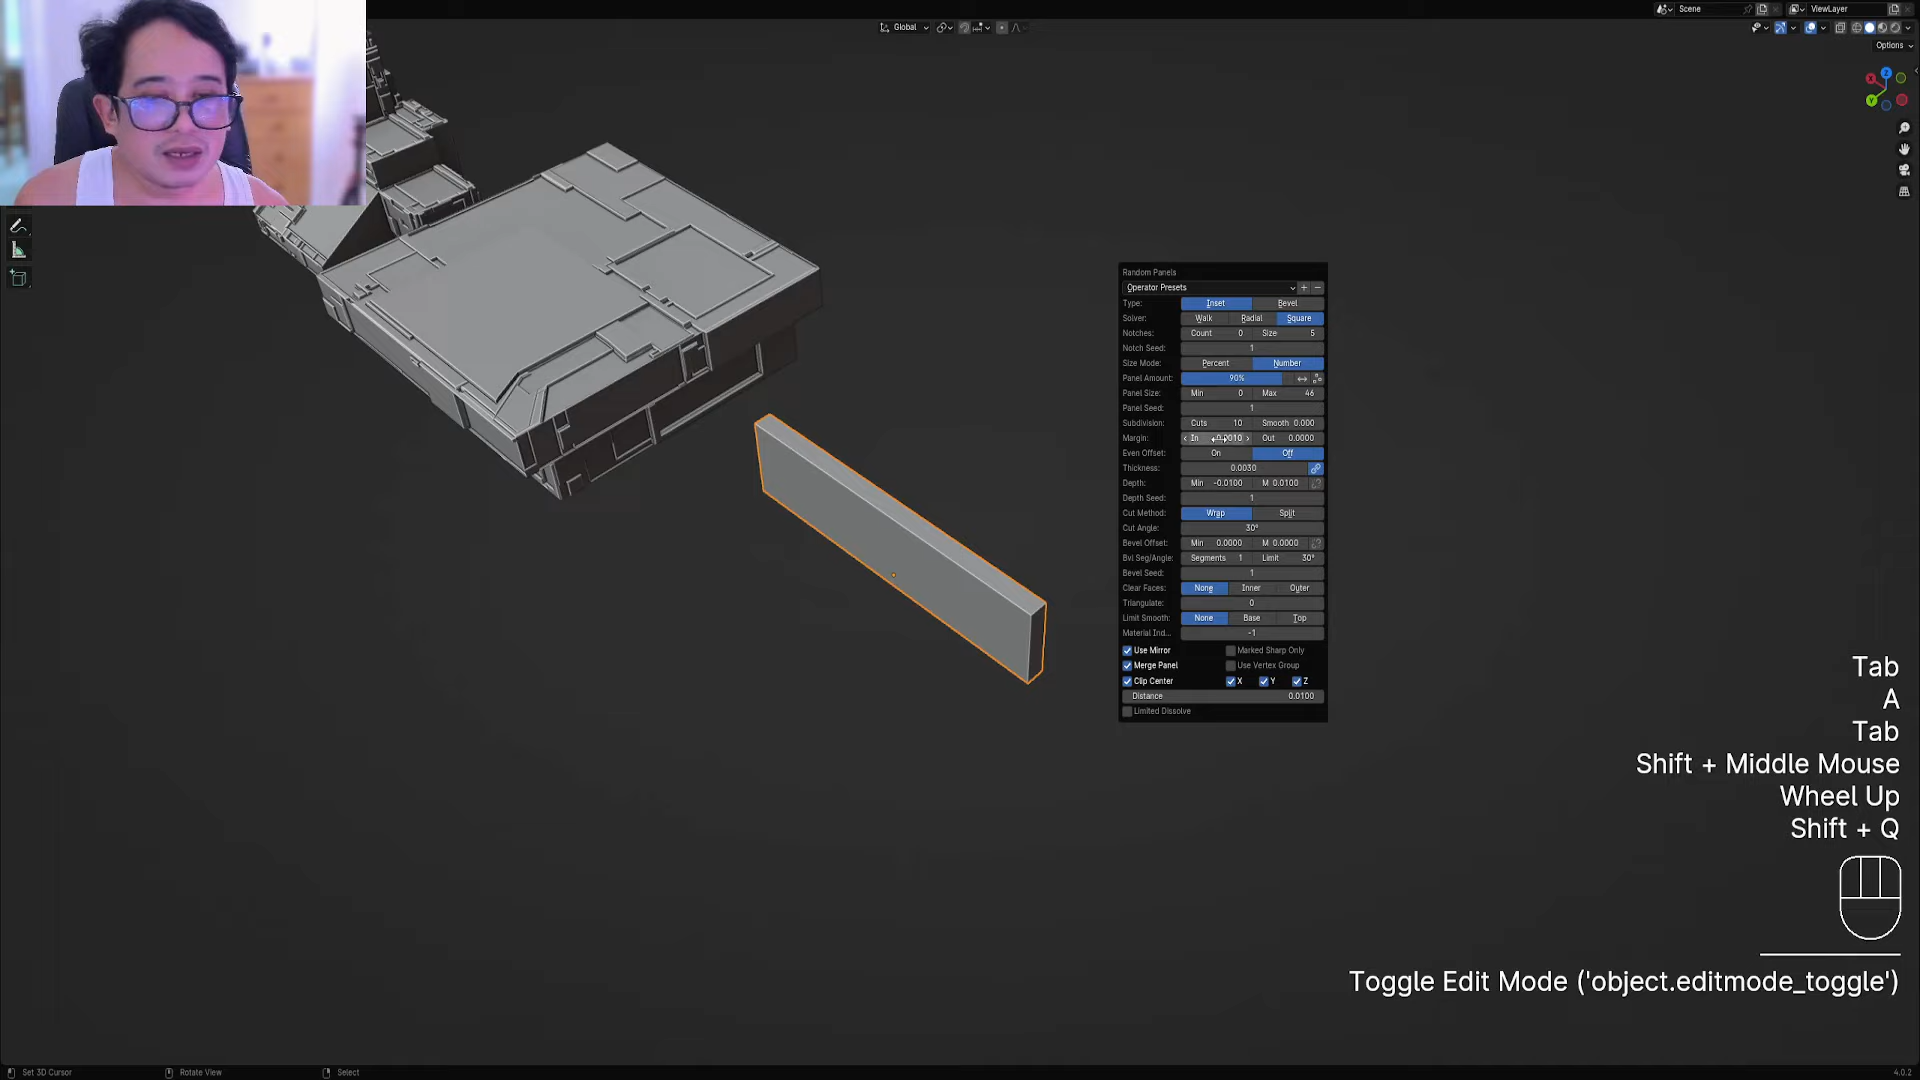 Scene
ViewLayer
Global
Options
X
Z
Y
Random Panels
Operator Presets
Type: Inset Bevel
Solver: Walk Radial Square
Notches: Count 0 Size 5
Notch Seed: 1
Size Mode: Percent Number
Panel Amount: 90%
Panel Size: Min 0 Max 46
Panel Seed: 1
Subdivision: Cuts 10 Smooth 0.000
Margin: In 0.0010 Out 0.0000
Even Offset: On Off
Thickness: 0.0030
Depth: Min -0.0100 M 0.0100
Depth Seed: 1
Cut Method: Wrap Split
Cut Angle: 30°
Bevel Offset: Min 0.0000 M 0.0000
Bvl Seg/Angle: Segments 1 Limit 30°
Bevel Seed: 1
Clear Faces: None Inner Outer
Triangulate: 0
Limit Smooth: None Base Top
Material Ind... -1
Use Mirror Marked Sharp Only
Merge Panel Use Vertex Group
Clip Center X Y Z
Distance 0.0100
Limited Dissolve
Tab
A
Tab
Shift + Middle Mouse
Wheel Up
Shift + Q
Toggle Edit Mode ('object.editmode_toggle')
Set 3D Cursor
Rotate View
Select
4.0.2